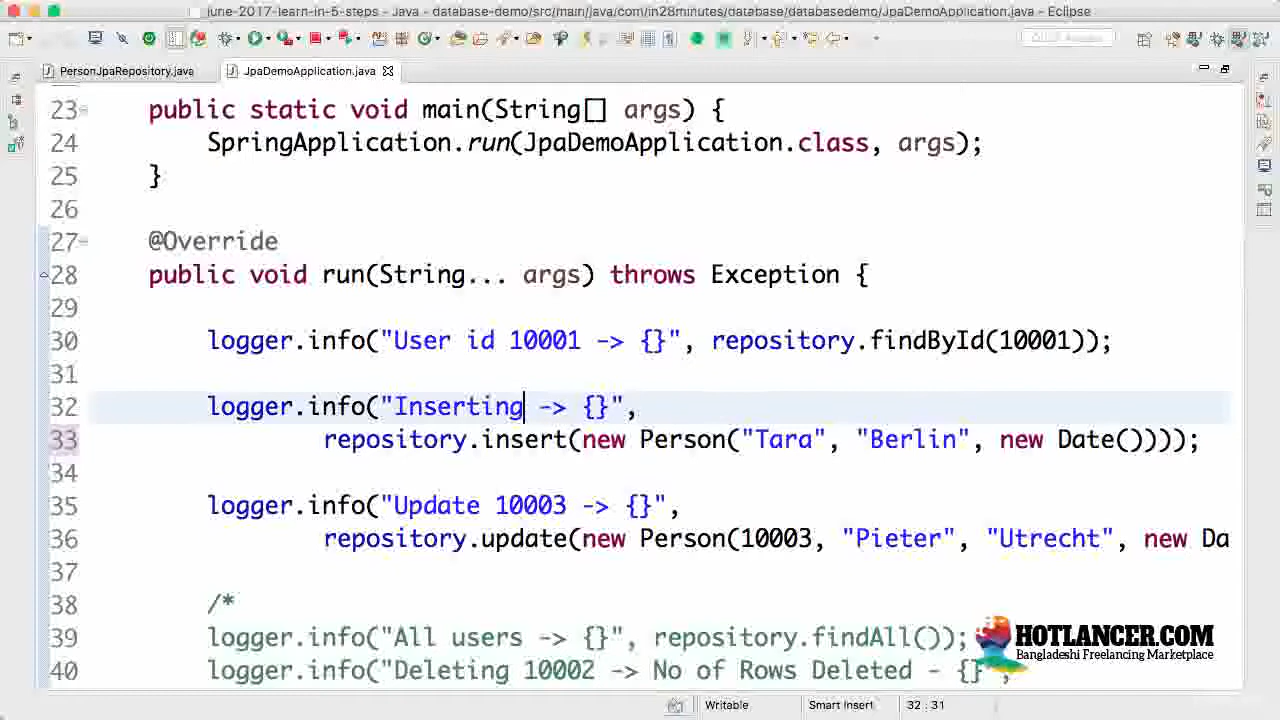 june-2017-learn-in-5-steps - Java - database-demo/src/main/java/com/in28minutes/database/databasedemo/JpaDemoApplication.java - Eclipse
PersonJpaRepository.java
JpaDemoApplication.java
23 public static void main(String[] args) {
24 SpringApplication.run(JpaDemoApplication.class, args);
25 }
26
27 @Override
28 public void run(String... args) throws Exception {
29
30 logger.info("User id 10001 -> {}", repository.findById(10001));
31
32 logger.info("Inserting -> {}",
33 repository.insert(new Person("Tara", "Berlin", new Date())));
34
35 logger.info("Update 10003 -> {}",
36 repository.update(new Person(10003, "Pieter", "Utrecht", new Da
37
38 /*
39 logger.info("All users -> {}", repository.findAll());
40 logger.info("Deleting 10002 -> No of Rows Deleted - {}",
HOTLANCER.COM
Bangladeshi Freelancing Marketplace
Writable
Smart Insert
32 : 31